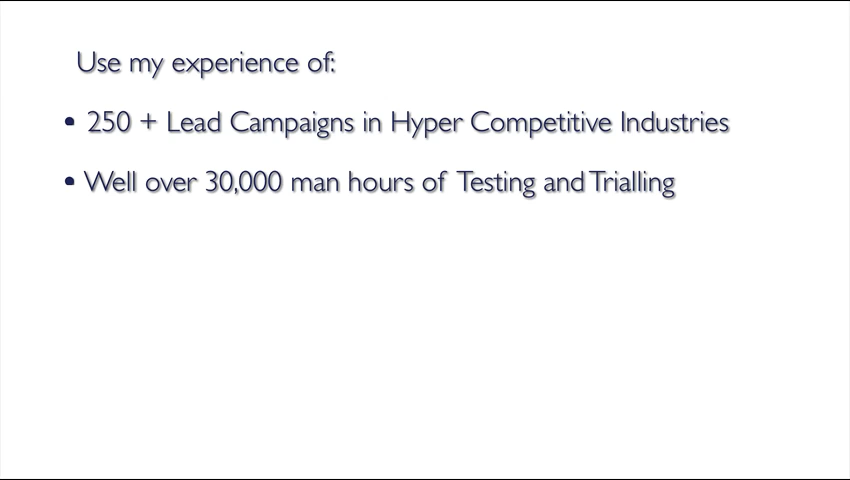 Use my experience of:
• 250 + Lead Campaigns in Hyper Competitive Industries
• Well over 30,000 man hours of Testing and Trialling